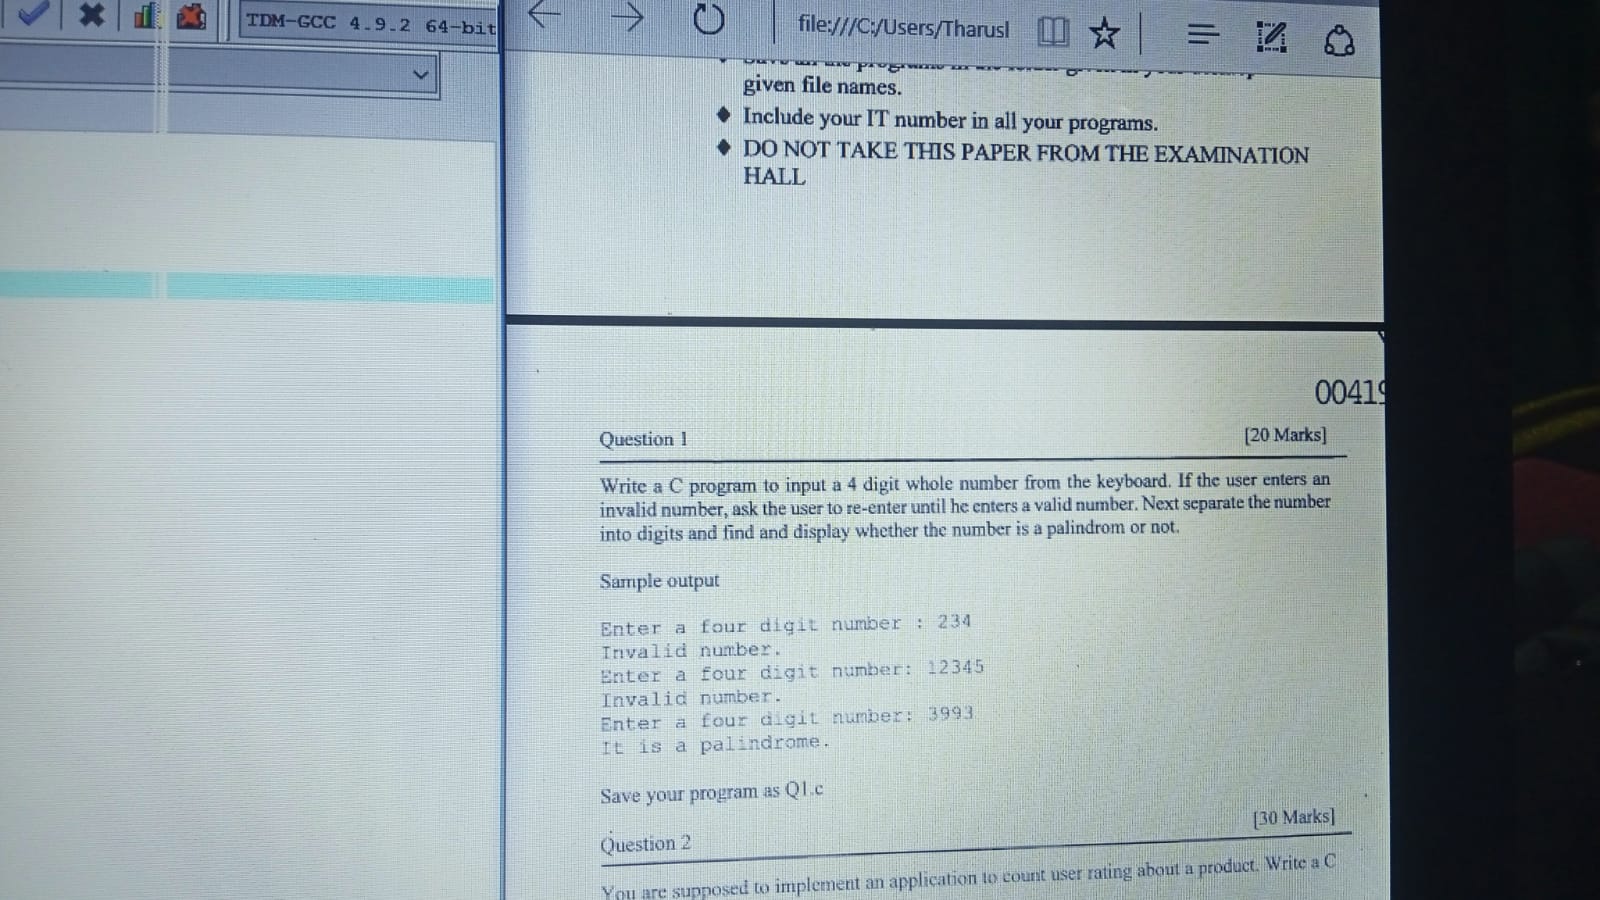 TDM-GCC 4.9.2 64-bit
file:///C:/Users/Tharusl
given file names.
◆ Include your IT number in all your programs.
◆ DO NOT TAKE THIS PAPER FROM THE EXAMINATION
HALL
00419
Question 1 [20 Marks]
Write a C program to input a 4 digit whole number from the keyboard. If the user enters an
invalid number, ask the user to re-enter until he enters a valid number. Next separate the number
into digits and find and display whether the number is a palindrom or not.
Sample output
Enter a four digit number : 234
Invalid number.
Enter a four digit number: 12345
Invalid number.
Enter a four digit number: 3993
It is a palindrome.
Save your program as Q1.c
Question 2 [30 Marks]
You are supposed to implement an application to count user rating about a product. Write a C